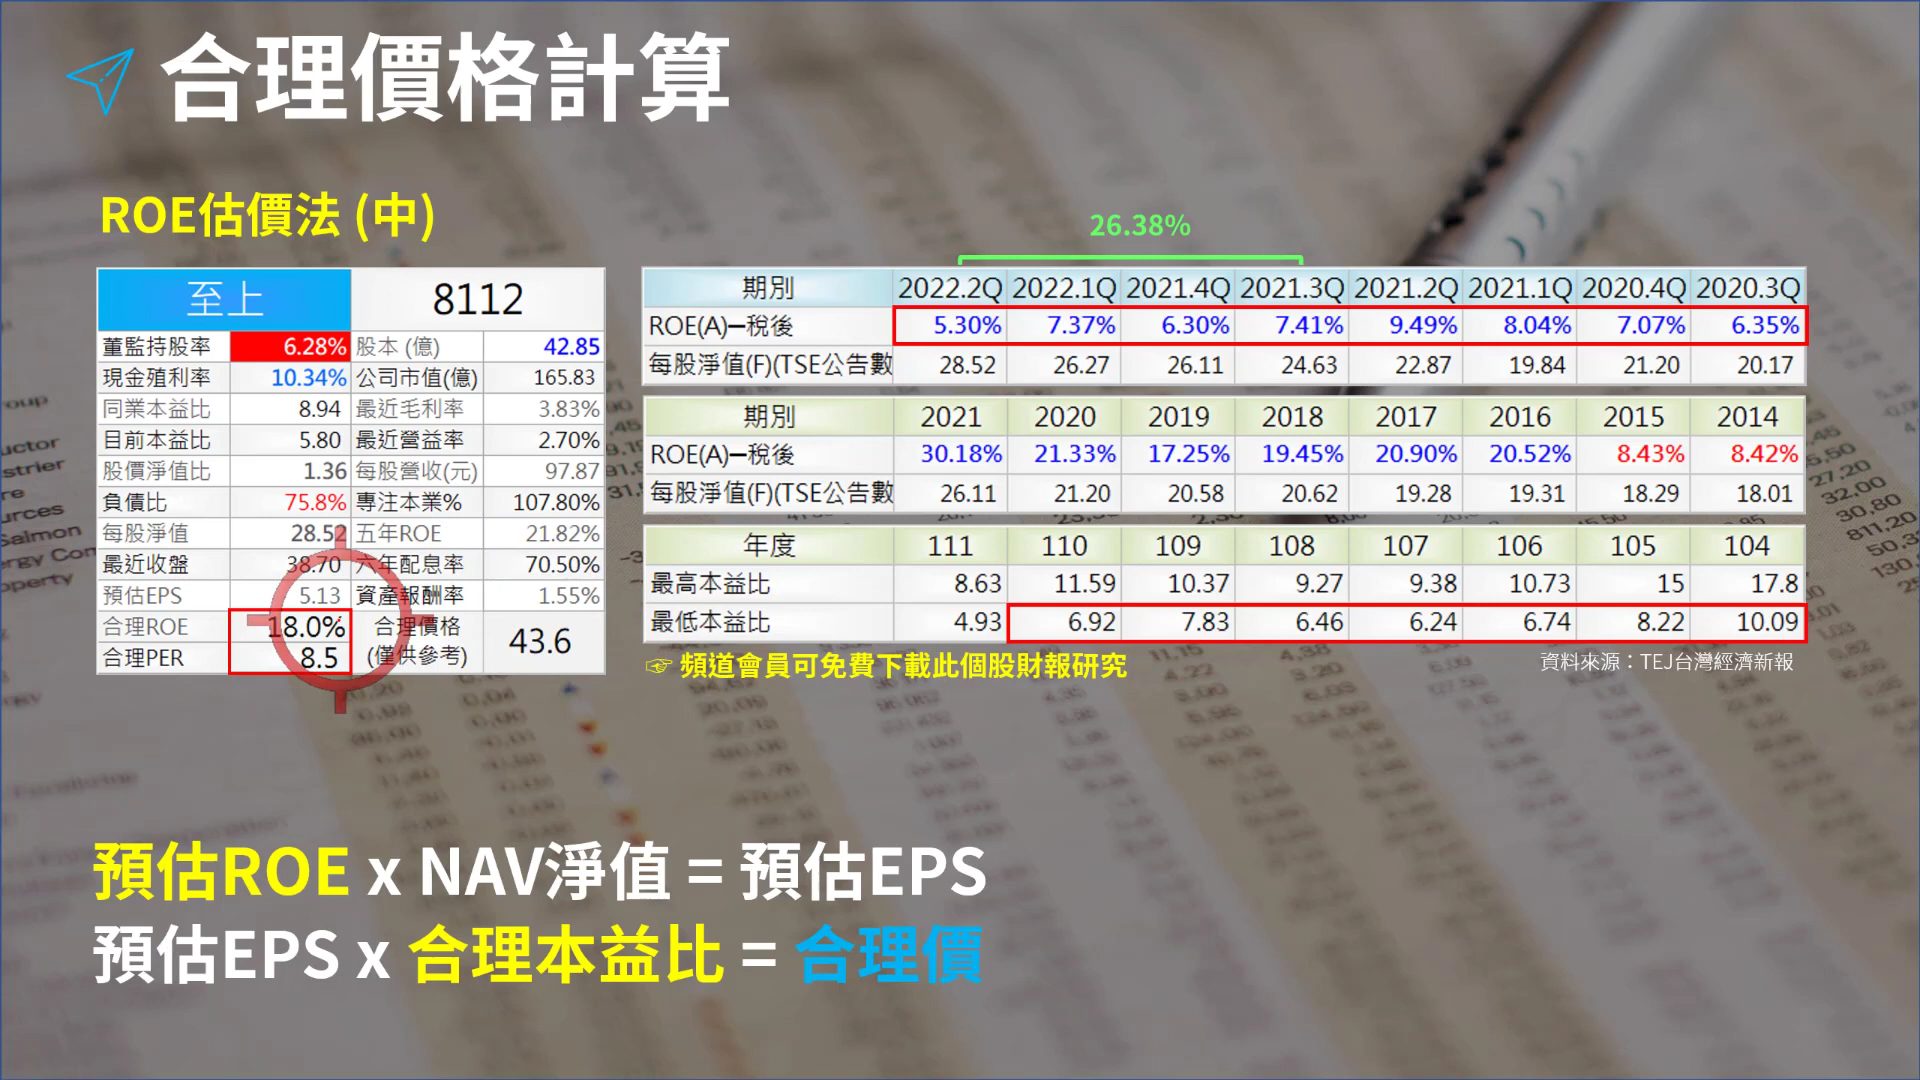 合理價格計算
ROE估價法 (中)
26.38%
至上 8112
董監持股率 6.28% 股本 (億) 42.85
現金殖利率 10.34% 公司市值(億) 165.83
同業本益比 8.94 最近毛利率 3.83%
目前本益比 5.80 最近營益率 2.70%
股價淨值比 1.36 每股營收(元) 97.87
負債比 75.8% 專注本業% 107.80%
每股淨值 28.52 五年ROE 21.82%
最近收盤 38.70 六年配息率 70.50%
預估EPS 5.13 資產報酬率 1.55%
合理ROE 18.0% 合理價格 43.6
合理PER 8.5 (僅供參考)
期別 2022.2Q 2022.1Q 2021.4Q 2021.3Q 2021.2Q 2021.1Q 2020.4Q 2020.3Q
ROE(A)─稅後 5.30% 7.37% 6.30% 7.41% 9.49% 8.04% 7.07% 6.35%
每股淨值(F)(TSE公告數 28.52 26.27 26.11 24.63 22.87 19.84 21.20 20.17
期別 2021 2020 2019 2018 2017 2016 2015 2014
ROE(A)─稅後 30.18% 21.33% 17.25% 19.45% 20.90% 20.52% 8.43% 8.42%
每股淨值(F)(TSE公告數 26.11 21.20 20.58 20.62 19.28 19.31 18.29 18.01
年度 111 110 109 108 107 106 105 104
最高本益比 8.63 11.59 10.37 9.27 9.38 10.73 15 17.8
最低本益比 4.93 6.92 7.83 6.46 6.24 6.74 8.22 10.09
☞ 頻道會員可免費下載此個股財報研究
資料來源：TEJ台灣經濟新報
預估ROE x NAV淨值 = 預估EPS
預估EPS x 合理本益比 = 合理價